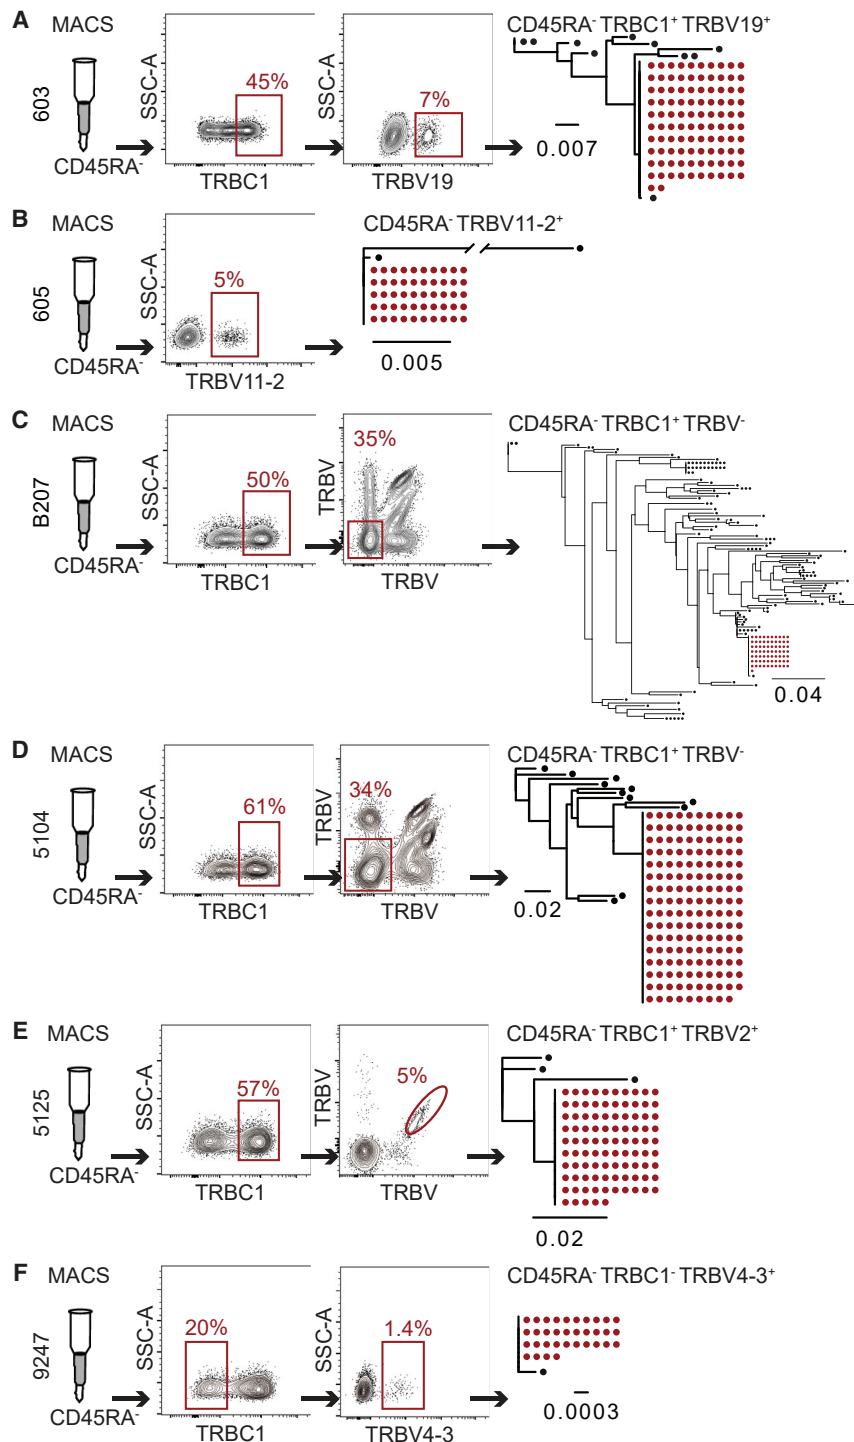 A
MACS
603
CD45RA-
SSC-A
45%
TRBC1
SSC-A
7%
TRBV19
CD45RA- TRBC1+ TRBV19+
0.007
B
MACS
605
CD45RA-
SSC-A
5%
TRBV11-2
CD45RA- TRBV11-2+
0.005
C
MACS
B207
CD45RA-
SSC-A
50%
TRBC1
TRBV
35%
TRBV
CD45RA- TRBC1+ TRBV-
0.04
D
MACS
5104
CD45RA-
SSC-A
61%
TRBC1
TRBV
34%
TRBV
CD45RA- TRBC1+ TRBV-
0.02
E
MACS
5125
CD45RA-
SSC-A
57%
TRBC1
TRBV
5%
TRBV
CD45RA- TRBC1+ TRBV2+
0.02
F
MACS
9247
CD45RA-
SSC-A
20%
TRBC1
SSC-A
1.4%
TRBV4-3
CD45RA- TRBC1- TRBV4-3+
0.0003